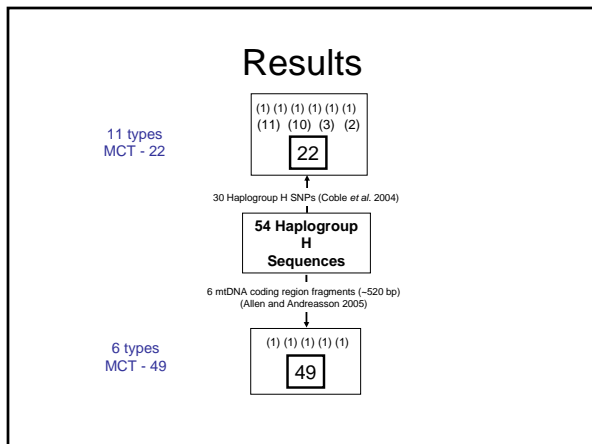 Results
(1) (1) (1) (1) (1) (1)
(11) (10) (3) (2)
22
11 types
MCT - 22
30 Haplogroup H SNPs (Coble et al. 2004)
54 Haplogroup
H
Sequences
6 mtDNA coding region fragments (~520 bp)
(Allen and Andreasson 2005)
6 types
MCT - 49
(1) (1) (1) (1) (1)
49